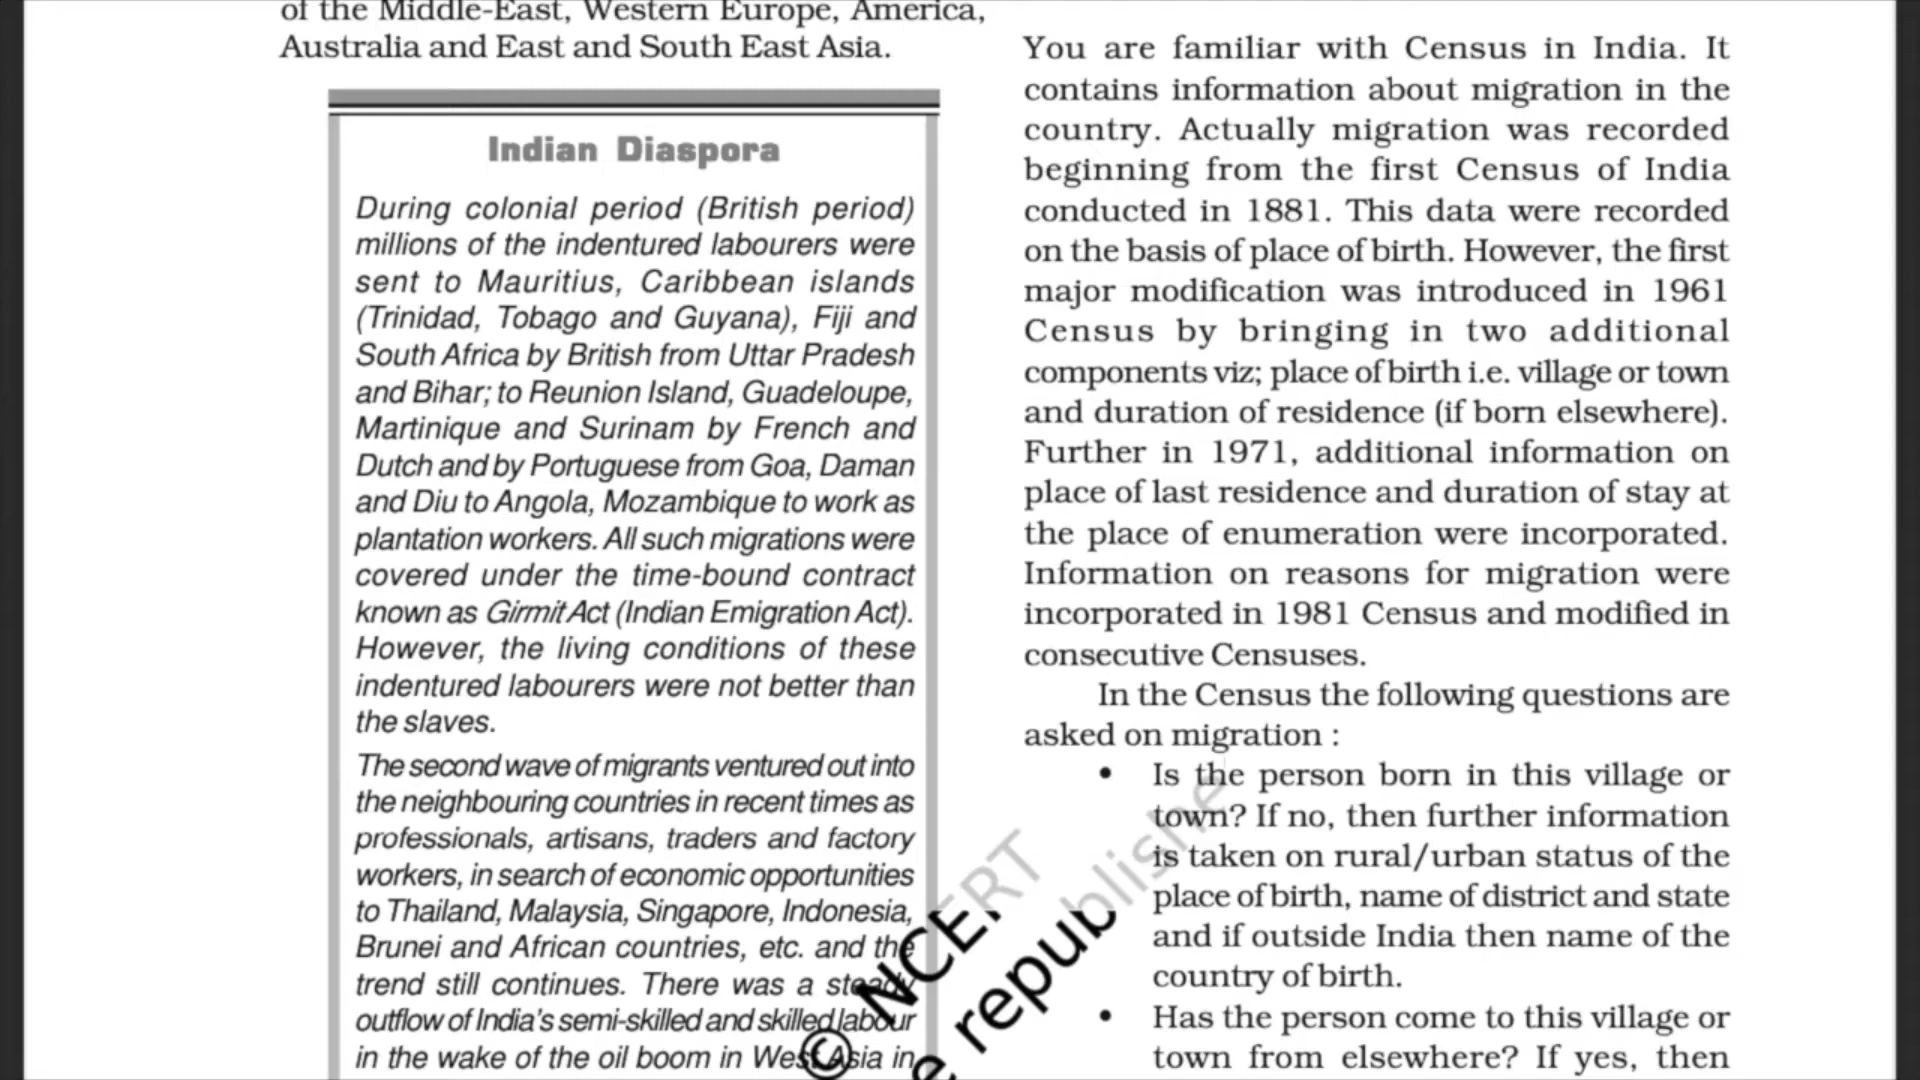 of the Middle-East, Western Europe, America,
Australia and East and South East Asia.
Indian Diaspora
During colonial period (British period)
millions of the indentured labourers were
sent to Mauritius, Caribbean islands
(Trinidad, Tobago and Guyana), Fiji and
South Africa by British from Uttar Pradesh
and Bihar; to Reunion Island, Guadeloupe,
Martinique and Surinam by French and
Dutch and by Portuguese from Goa, Daman
and Diu to Angola, Mozambique to work as
plantation workers. All such migrations were
covered under the time-bound contract
known as Girmit Act (Indian Emigration Act).
However, the living conditions of these
indentured labourers were not better than
the slaves.
The second wave of migrants ventured out into
the neighbouring countries in recent times as
professionals, artisans, traders and factory
workers, in search of economic opportunities
to Thailand, Malaysia, Singapore, Indonesia,
Brunei and African countries, etc. and the
trend still continues. There was a steady
outflow of India's semi-skilled and skilled labour
in the wake of the oil boom in West Asia in
You are familiar with Census in India. It
contains information about migration in the
country. Actually migration was recorded
beginning from the first Census of India
conducted in 1881. This data were recorded
on the basis of place of birth. However, the first
major modification was introduced in 1961
Census by bringing in two additional
components viz; place of birth i.e. village or town
and duration of residence (if born elsewhere).
Further in 1971, additional information on
place of last residence and duration of stay at
the place of enumeration were incorporated.
Information on reasons for migration were
incorporated in 1981 Census and modified in
consecutive Censuses.
In the Census the following questions are
asked on migration :
• Is the person born in this village or
town? If no, then further information
is taken on rural/urban status of the
place of birth, name of district and state
and if outside India then name of the
country of birth.
• Has the person come to this village or
town from elsewhere? If yes, then
© NCERT
republishe